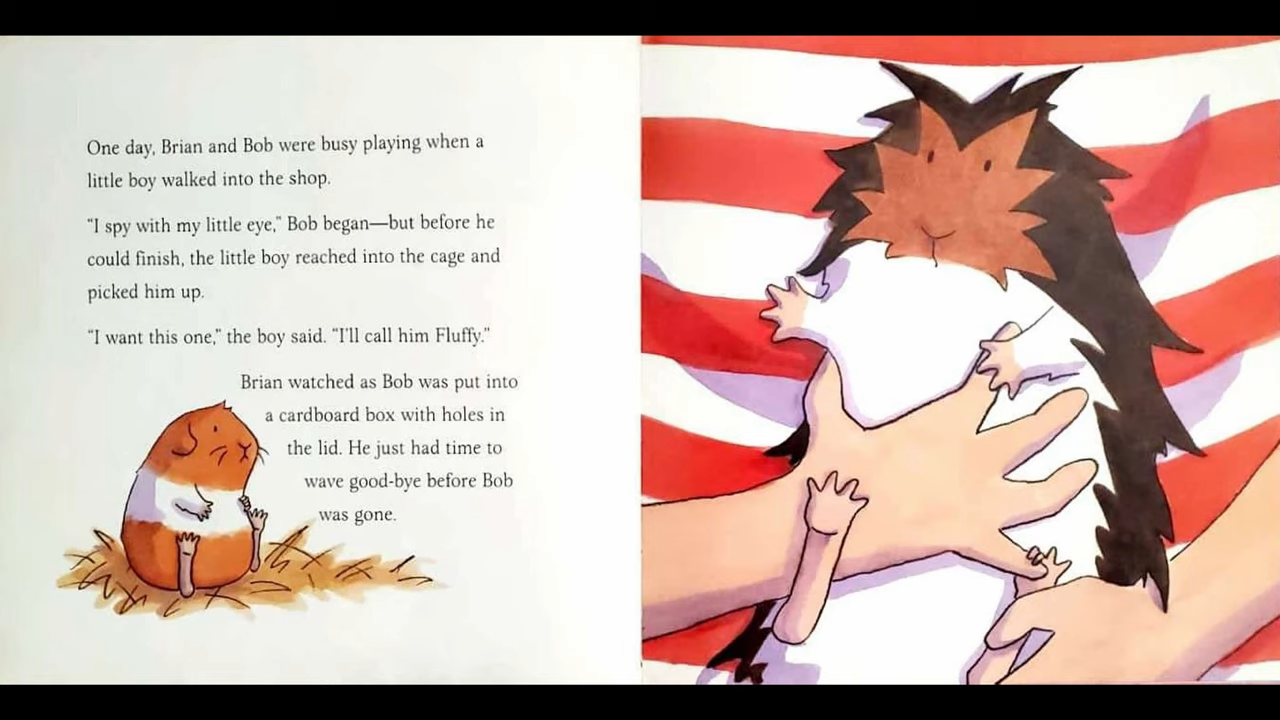 One day, Brian and Bob were busy playing when a
little boy walked into the shop.
“I spy with my little eye,” Bob began—but before he
could finish, the little boy reached into the cage and
picked him up.
“I want this one,” the boy said. “I’ll call him Fluffy.”
Brian watched as Bob was put into
a cardboard box with holes in
the lid. He just had time to
wave good-bye before Bob
was gone.